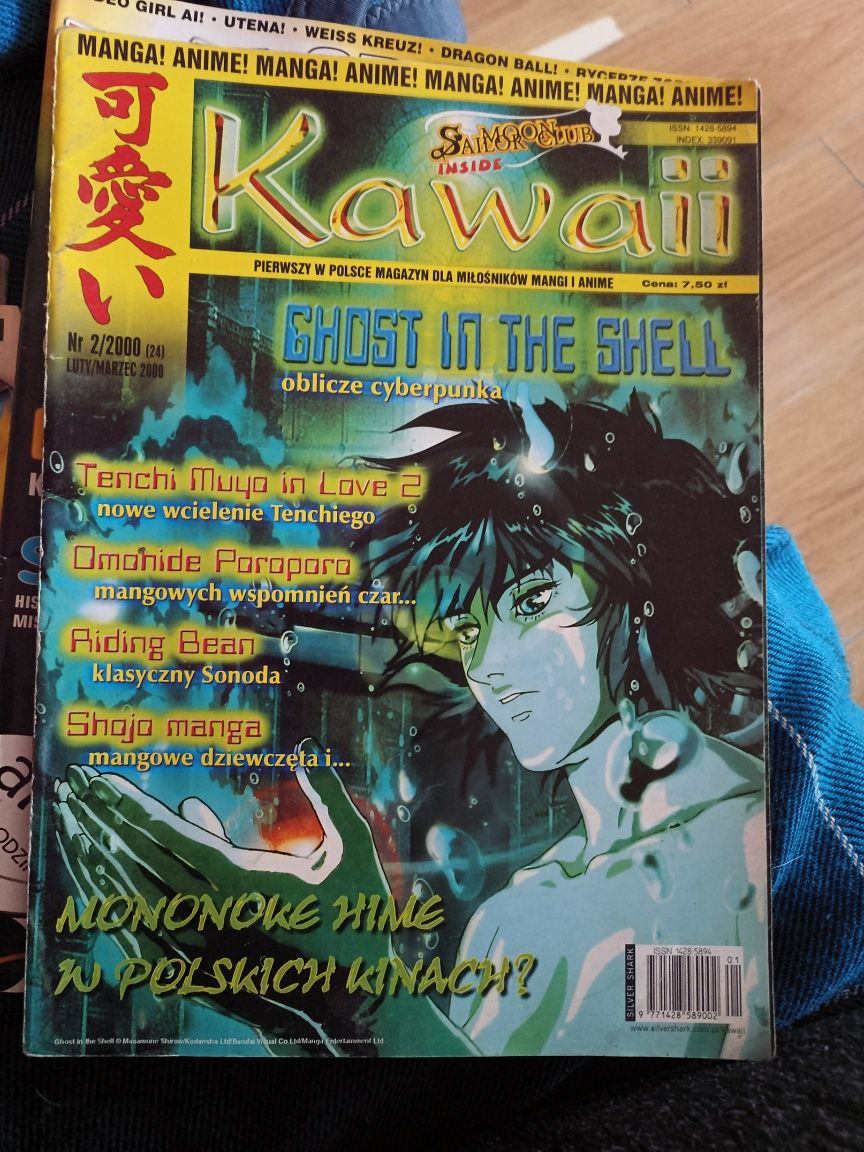 EO GIRL AI! • UTENA! • WEISS KREUZ! • DRAGON BALL! • RYCERZE
MANGA! ANIME! MANGA! ANIME! MANGA! ANIME! MANGA! ANIME!
可愛い
SAILOR MOON CLUB
INSIDE
ISSN: 1428-5894
INDEX: 339091
Kawaii
PIERWSZY W POLSCE MAGAZYN DLA MIŁOŚNIKÓW MANGI I ANIME
Cena: 7,50 zł
Nr 2/2000 (24)
LUTY/MARZEC 2000
GHOST IN THE SHELL
oblicze cyberpunka
Tenchi Muyo in Love 2
nowe wcielenie Tenchiego
Omohide Poroporo
mangowych wspomnień czar...
Riding Bean
klasyczny Sonoda
Shojo manga
mangowe dziewczęta i...
MONONOKE HIME
W POLSKICH KINACH?
SILVER SHARK
ISSN 1428-5894
01
9 771428 589002
www.silvershark.com.pl/kawaii
Ghost in the Shell © Masamune Shirow/Kodansha Ltd/Bandai Visual Co.Ltd/Manga Entertainment Ltd
K
S
HIS
MIS